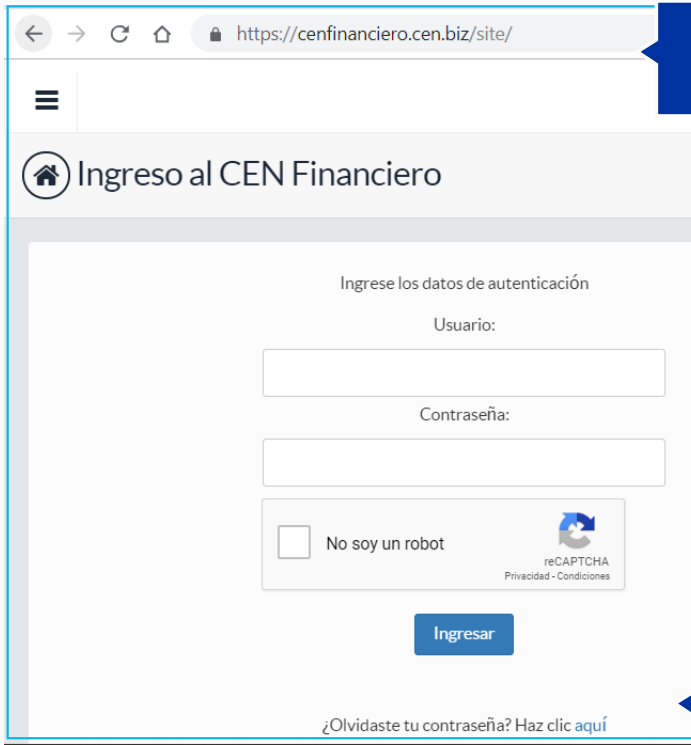 https://cenfinanciero.cen.biz/site/
Ingreso al CEN Financiero
Ingrese los datos de autenticación
Usuario:
Contraseña:
No soy un robot
reCAPTCHA
Privacidad - Condiciones
Ingresar
¿Olvidaste tu contraseña? Haz clic aquí